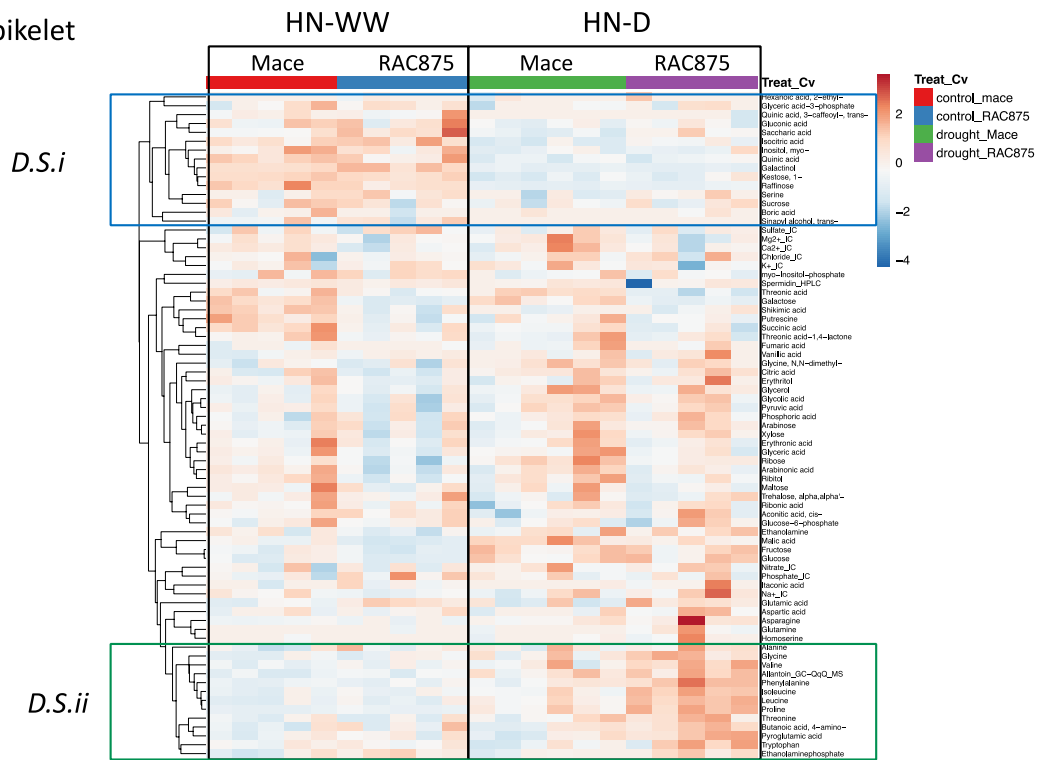 pikelet
HN-WW
HN-D
Mace
RAC875
Mace
RAC875
Treat_Cv
Treat_Cv
control_mace
control_RAC875
drought_Mace
drought_RAC875
2
0
−2
−4
D.S.i
D.S.ii
Hexanoic acid, 2−ethyl−
Glyceric acid−3−phosphate
Quinic acid, 3−caffeoyl−, trans−
Gluconic acid
Saccharic acid
Isocitric acid
Inositol, myo−
Quinic acid
Galactinol
Kestose, 1−
Raffinose
Serine
Sucrose
Boric acid
Sinapyl alcohol, trans−
Sulfate_IC
Mg2+_IC
Ca2+_IC
Chloride_IC
K+_IC
myo−Inositol−phosphate
Spermidin_HPLC
Threonic acid
Galactose
Shikimic acid
Putrescine
Succinic acid
Threonic acid−1,4−lactone
Fumaric acid
Vanillic acid
Glycine, N,N−dimethyl−
Citric acid
Erythritol
Glycerol
Glycolic acid
Pyruvic acid
Phosphoric acid
Arabinose
Xylose
Erythronic acid
Glyceric acid
Ribose
Arabinonic acid
Ribitol
Maltose
Trehalose, alpha,alpha'−
Ribonic acid
Aconitic acid, cis−
Glucose−6−phosphate
Ethanolamine
Malic acid
Fructose
Glucose
Nitrate_IC
Phosphate_IC
Itaconic acid
Na+_IC
Glutamic acid
Aspartic acid
Asparagine
Glutamine
Homoserine
Alanine
Glycine
Valine
Allantoin_GC−QqQ_MS
Phenylalanine
Isoleucine
Leucine
Proline
Threonine
Butanoic acid, 4−amino−
Pyroglutamic acid
Tryptophan
Ethanolaminephosphate